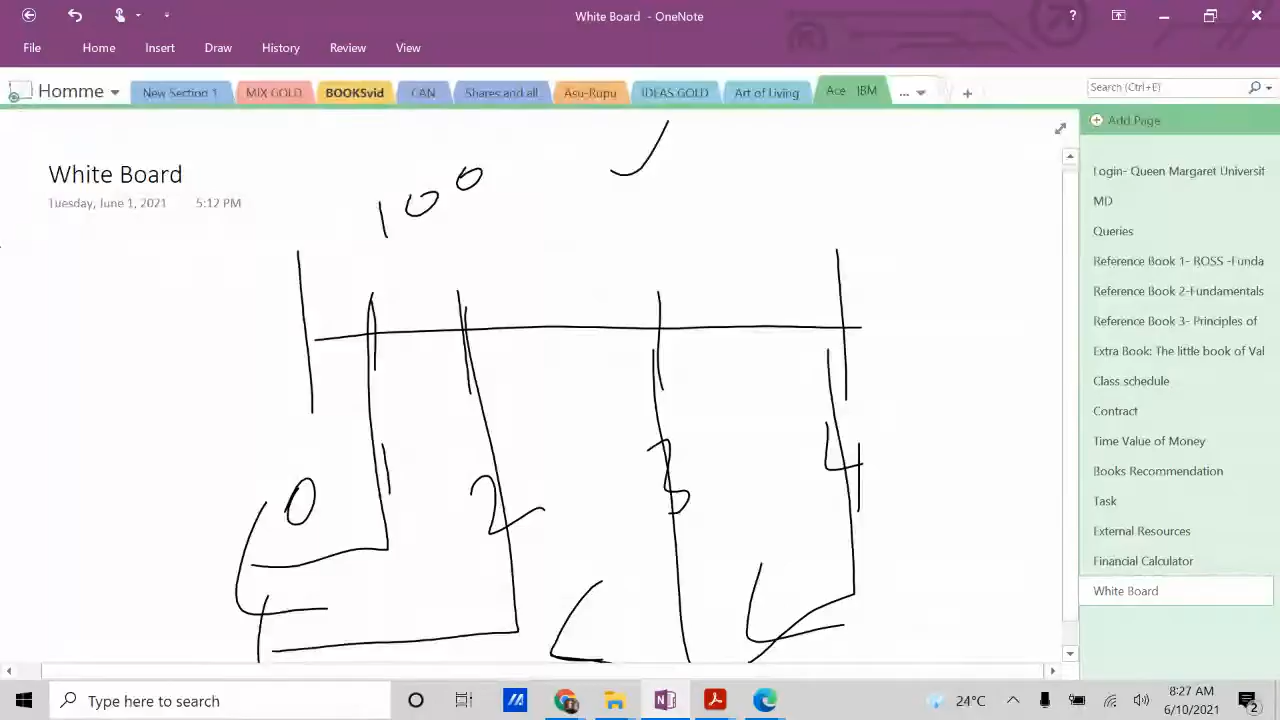 White Board - OneNote
File Home Insert Draw History Review View
Homme New Section 1 MIX GOLD BOOKSvid CAN Shares and all Asu-Rupu IDEAS GOLD Art of Living Ace IBM ... Search (Ctrl+E)
Add Page
White Board
Tuesday, June 1, 2021 5:12 PM
100
0 1 2 3 4
Login- Queen Margaret Universit
MD
Queries
Reference Book 1- ROSS -Funda
Reference Book 2-Fundamentals
Reference Book 3- Principles of
Extra Book: The little book of Val
Class schedule
Contract
Time Value of Money
Books Recommendation
Task
External Resources
Financial Calculator
White Board
Type here to search
24°C
8:27 AM
6/10/2021
2